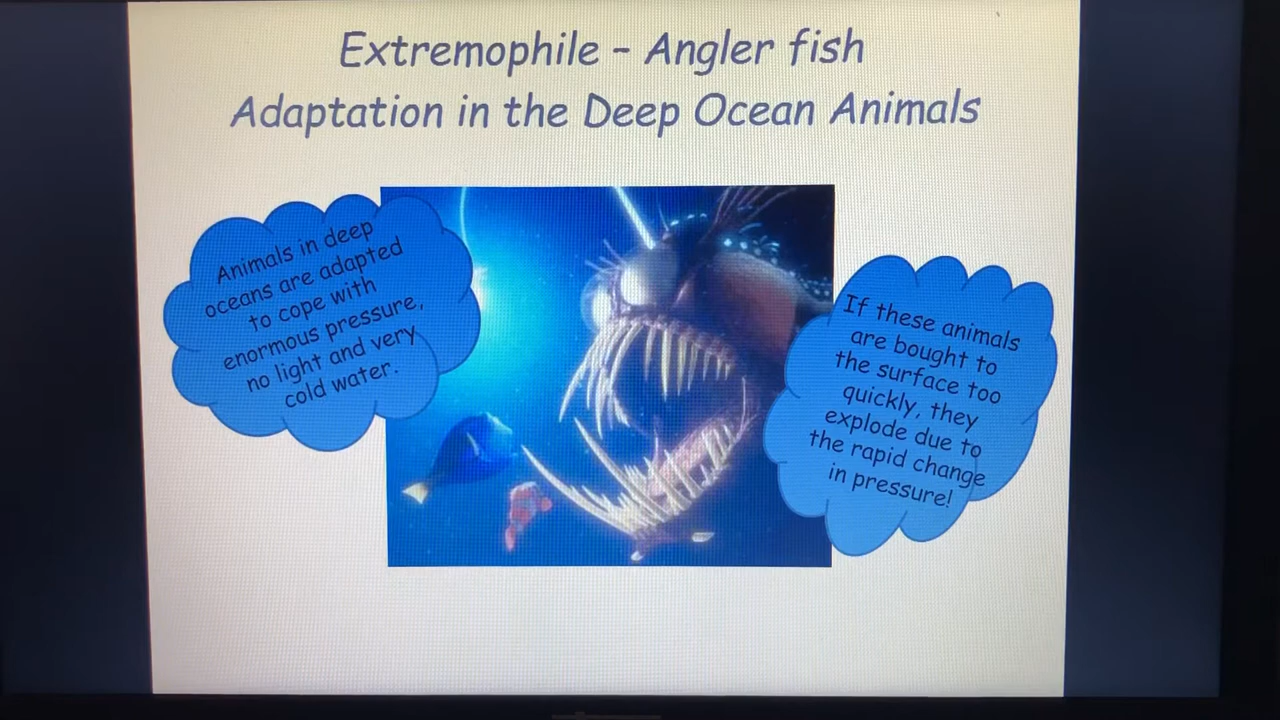 Extremophile - Angler fish
Adaptation in the Deep Ocean Animals
Animals in deep
oceans are adapted
to cope with
enormous pressure,
no light and very
cold water.
If these animals
are bought to
the surface too
quickly, they
explode due to
the rapid change
in pressure!